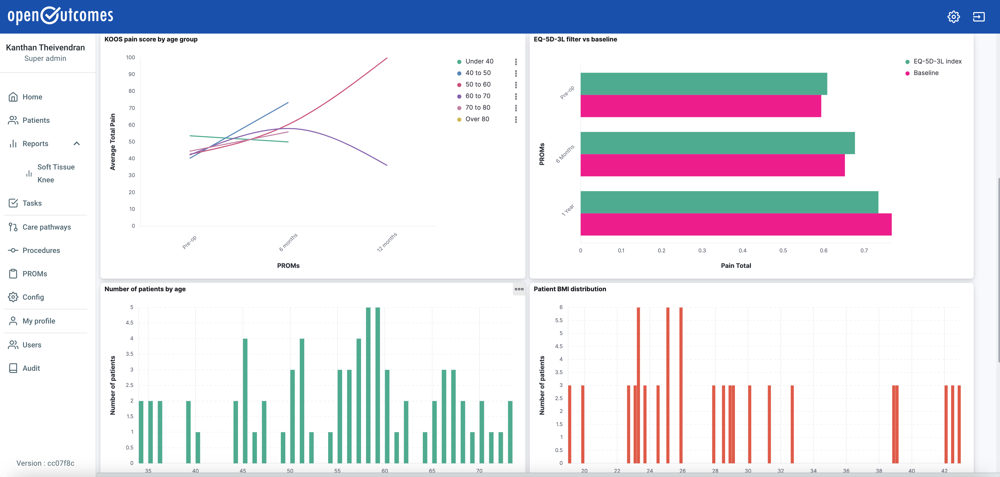 openOutcomes
Kanthan Theivendran
Super admin
Home
Patients
Reports
Soft Tissue
Knee
Tasks
Care pathways
Procedures
PROMs
Config
My profile
Users
Audit
Version : cc07f8c
KOOS pain score by age group
Average Total Pain
100
90
80
70
60
50
40
30
20
10
0
Pre-op
6 months
12 months
PROMs
Under 40
40 to 50
50 to 60
60 to 70
70 to 80
Over 80
EQ-5D-3L filter vs baseline
PROMs
Pre-op
6 Months
1 Year
0
0.1
0.2
0.3
0.4
0.5
0.6
0.7
Pain Total
EQ-5D-3L index
Baseline
Number of patients by age
Number of patients
5
4.5
4
3.5
3
2.5
2
1.5
1
0.5
0
35
40
45
50
55
60
65
70
Patient BMI distribution
Number of patients
6
5.5
5
4.5
4
3.5
3
2.5
2
1.5
1
0.5
0
20
22
24
26
28
30
32
34
36
38
40
42